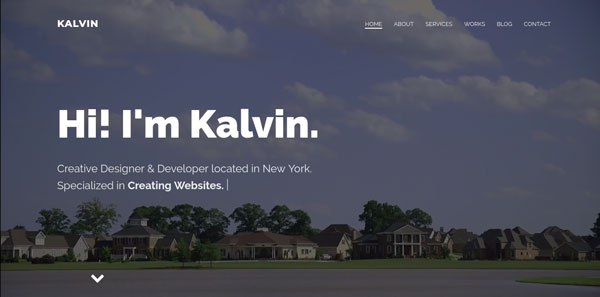 KALVIN
HOME ABOUT SERVICES WORKS BLOG CONTACT
Hi! I'm Kalvin.
Creative Designer & Developer located in New York.
Specialized in Creating Websites.